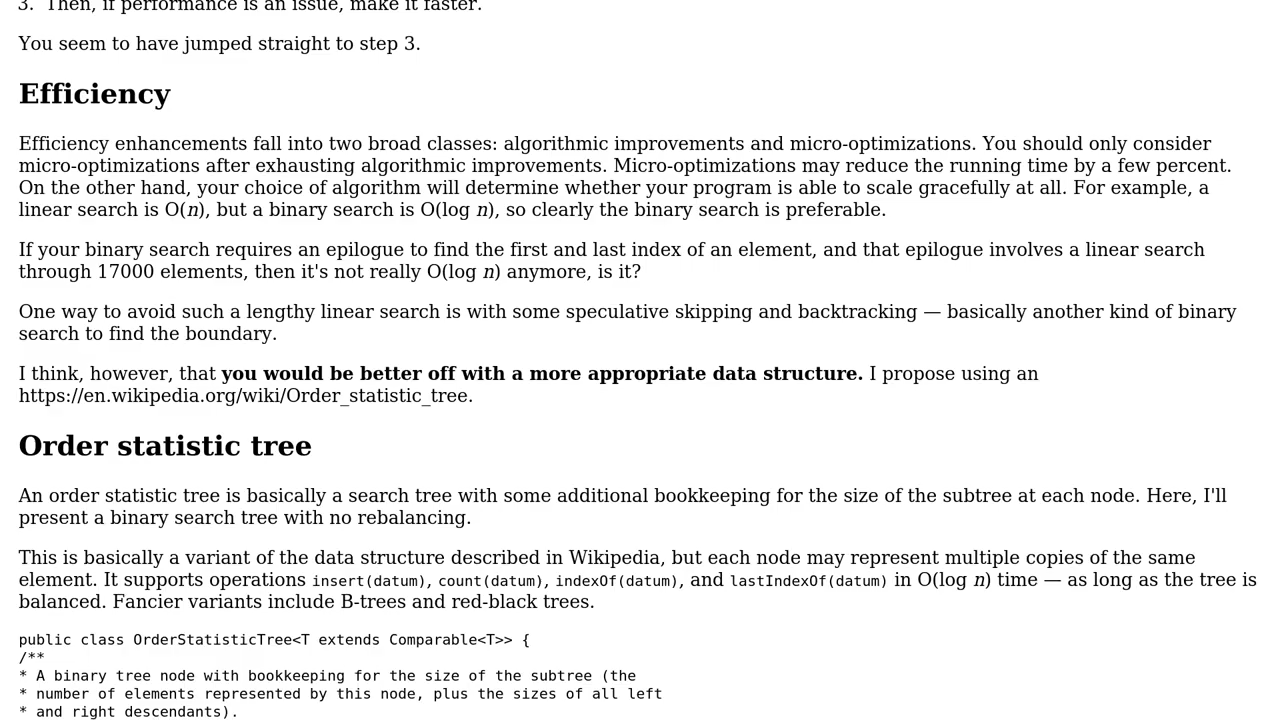 3. Then, if performance is an issue, make it faster.
You seem to have jumped straight to step 3.
Efficiency
Efficiency enhancements fall into two broad classes: algorithmic improvements and micro-optimizations. You should only consider
micro-optimizations after exhausting algorithmic improvements. Micro-optimizations may reduce the running time by a few percent.
On the other hand, your choice of algorithm will determine whether your program is able to scale gracefully at all. For example, a
linear search is O(n), but a binary search is O(log n), so clearly the binary search is preferable.
If your binary search requires an epilogue to find the first and last index of an element, and that epilogue involves a linear search
through 17000 elements, then it's not really O(log n) anymore, is it?
One way to avoid such a lengthy linear search is with some speculative skipping and backtracking — basically another kind of binary
search to find the boundary.
I think, however, that you would be better off with a more appropriate data structure. I propose using an
https://en.wikipedia.org/wiki/Order_statistic_tree.
Order statistic tree
An order statistic tree is basically a search tree with some additional bookkeeping for the size of the subtree at each node. Here, I'll
present a binary search tree with no rebalancing.
This is basically a variant of the data structure described in Wikipedia, but each node may represent multiple copies of the same
element. It supports operations insert(datum), count(datum), indexOf(datum), and lastIndexOf(datum) in O(log n) time — as long as the tree is
balanced. Fancier variants include B-trees and red-black trees.
public class OrderStatisticTree<T extends Comparable<T>> {
/**
* A binary tree node with bookkeeping for the size of the subtree (the
* number of elements represented by this node, plus the sizes of all left
* and right descendants).